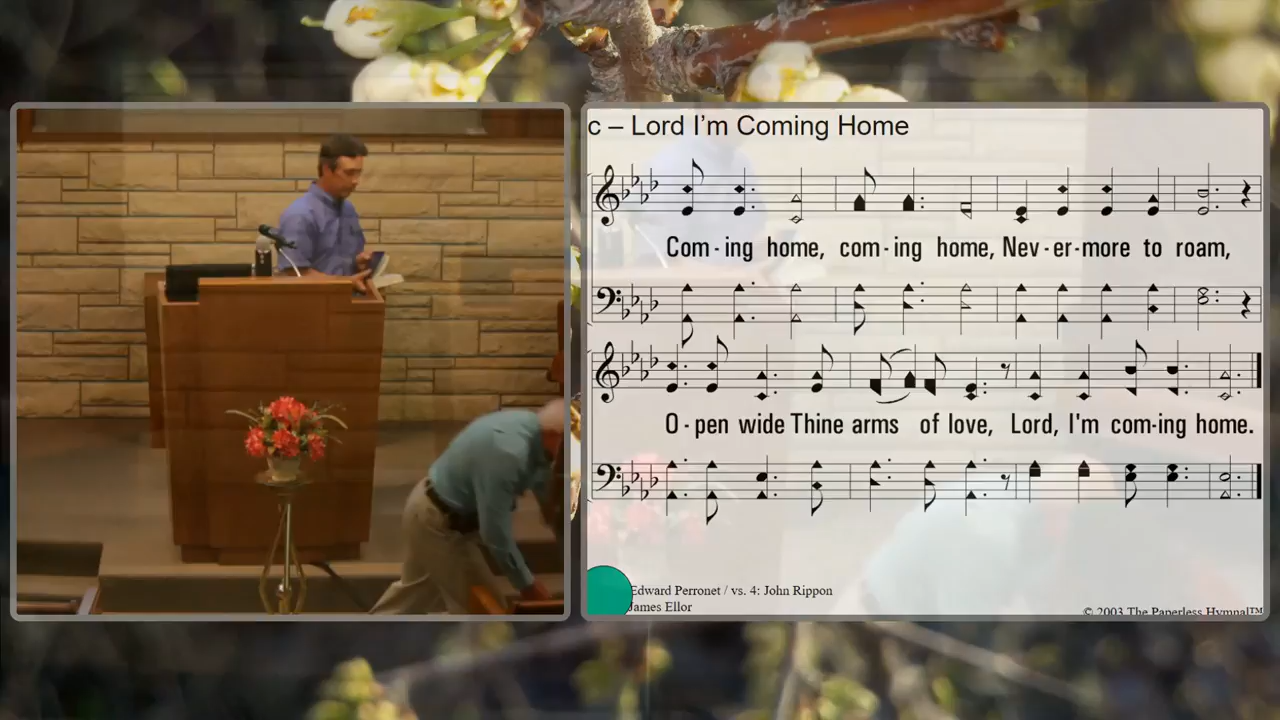 c – Lord I'm Coming Home
Com - ing home, com - ing home, Nev - er - more to roam,
O - pen wide Thine arms of love, Lord, I'm com - ing home.
Edward Perronet / vs. 4: John Rippon
James Ellor
© 2003 The Paperless Hymnal™